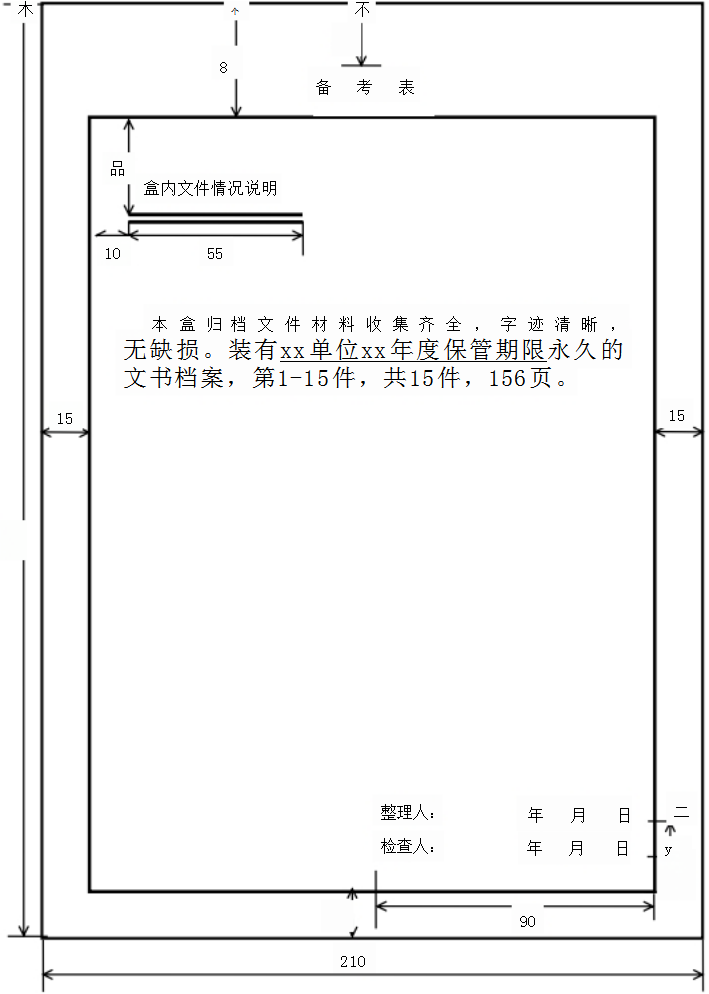 木 个 不
8
备 考 表
品
盒内文件情况说明
10 55
本盒归档文件材料收集齐全，字迹清晰，
无缺损。装有xx单位xx年度保管期限永久的
文书档案，第1-15件，共15件，156页。
15 15
整理人： 年 月 日 二
检查人： 年 月 日 y
90
210